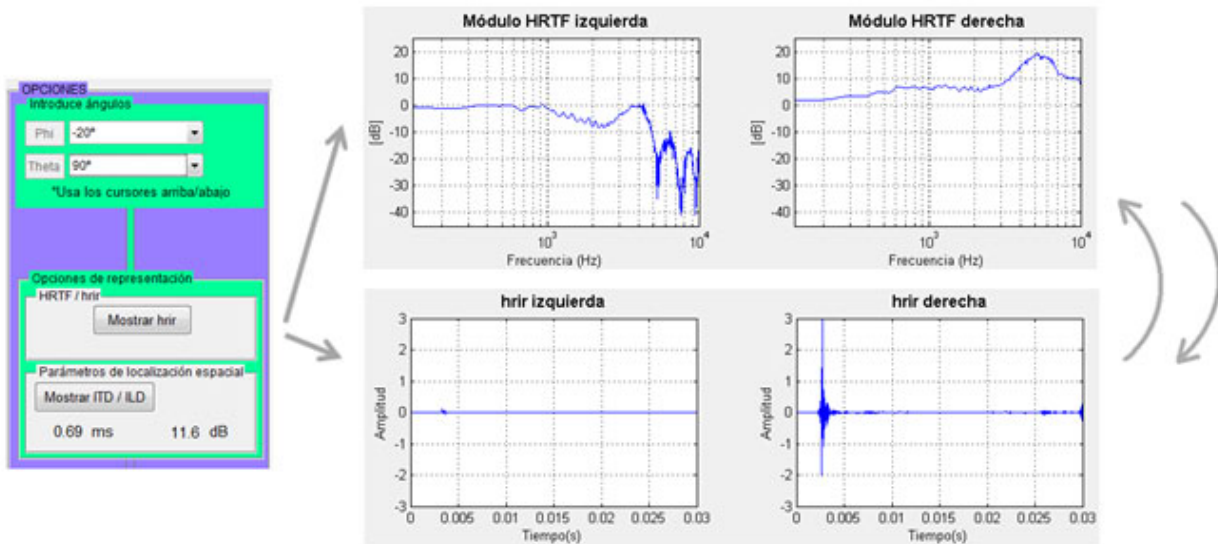 OPCIONES
Introduce ángulos
Phi -20º
Theta 90º
*Usa los cursores arriba/abajo
Opciones de representación
HRTF / hrir
Mostrar hrir
Parámetros de localización espacial
Mostrar ITD / ILD
0.69 ms 11.6 dB
Módulo HRTF izquierda
[dB]
20
10
0
-10
-20
-30
-40
10³ 10⁴
Frecuencia (Hz)
Módulo HRTF derecha
[dB]
20
10
0
-10
-20
-30
-40
10³ 10⁴
Frecuencia (Hz)
hrir izquierda
Amplitud
3
2
1
0
-1
-2
-3
0 0.005 0.01 0.015 0.02 0.025 0.03
Tiempo(s)
hrir derecha
Amplitud
3
2
1
0
-1
-2
-3
0 0.005 0.01 0.015 0.02 0.025 0.03
Tiempo(s)